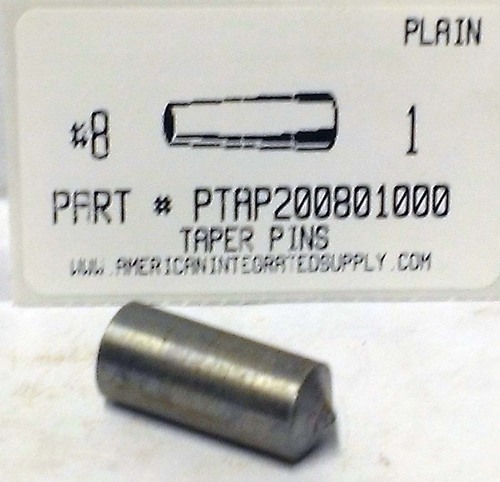 PLAIN
#8 1
PART # PTAP200801000
TAPER PINS
WWW.AMERICANINTEGRATEDSUPPLY.COM